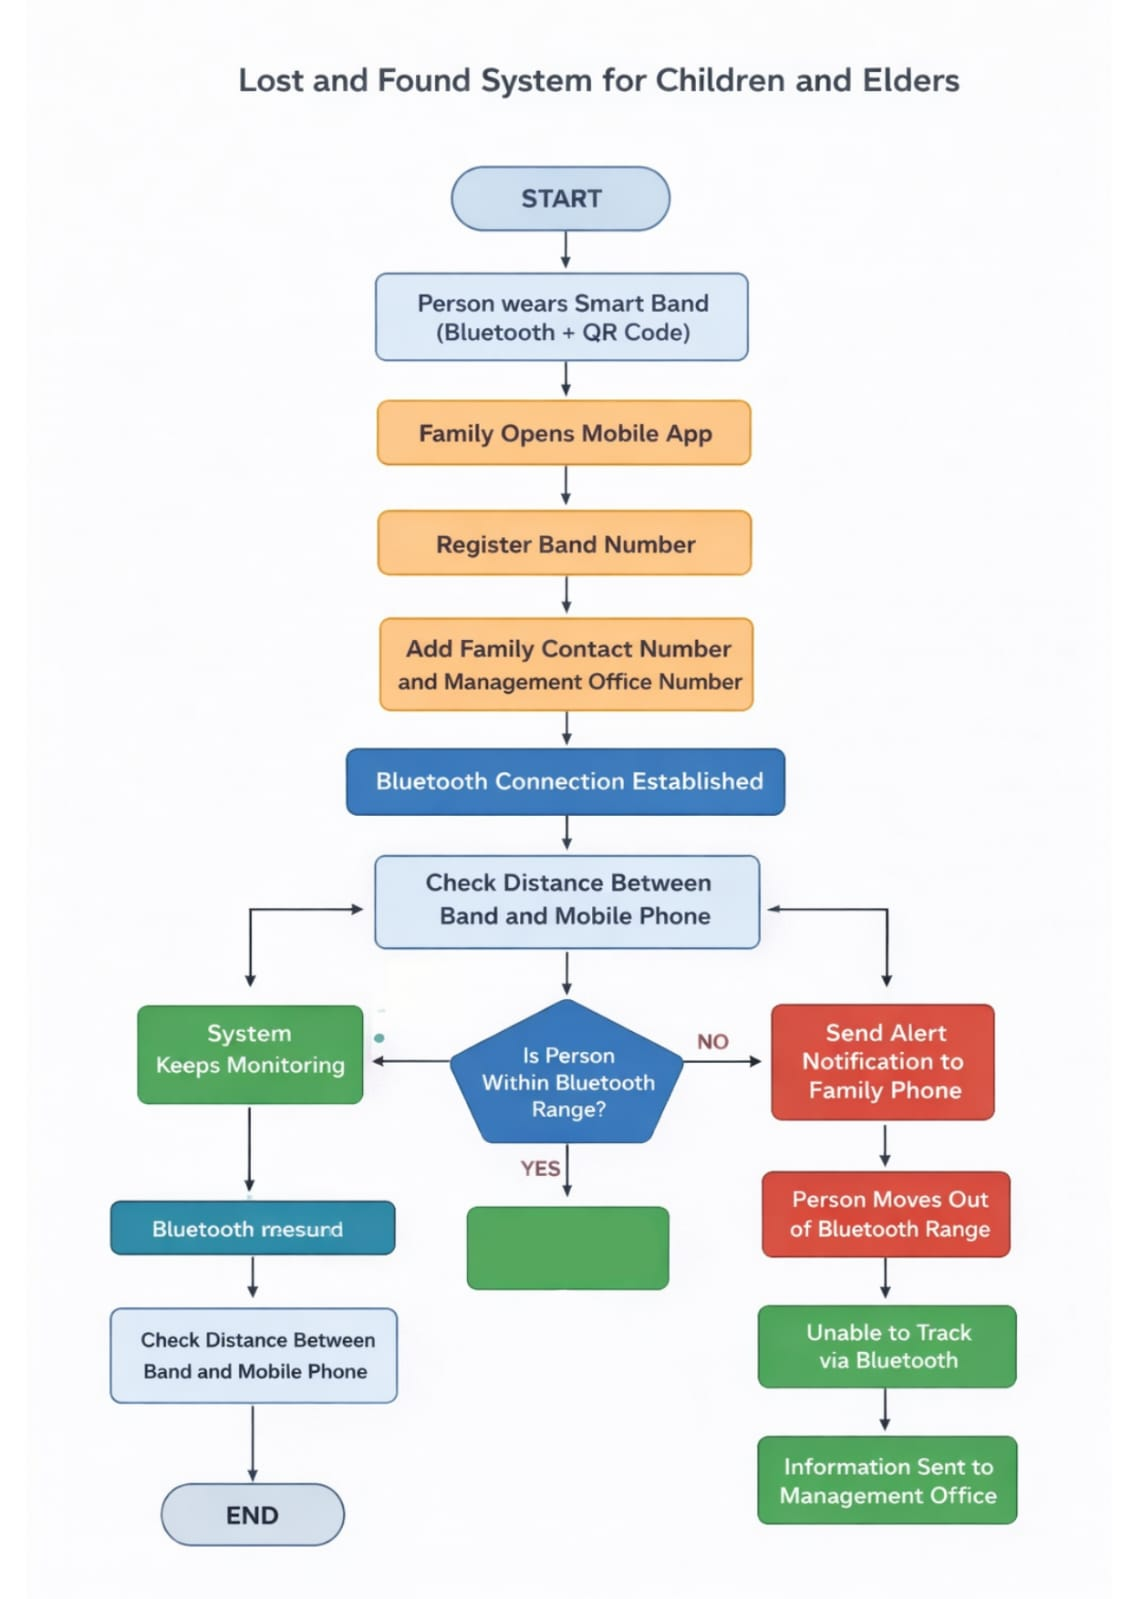 Lost and Found System for Children and Elders
START
Person wears Smart Band
(Bluetooth + QR Code)
Family Opens Mobile App
Register Band Number
Add Family Contact Number
and Management Office Number
Bluetooth Connection Established
Check Distance Between
Band and Mobile Phone
System
Keeps Monitoring
Is Person
Within Bluetooth
Range?
NO
YES
Send Alert
Notification to
Family Phone
Person Moves Out
of Bluetooth Range
Bluetooth
Unable to Track
via Bluetooth
Check Distance Between
Band and Mobile Phone
Information Sent to
Management Office
END